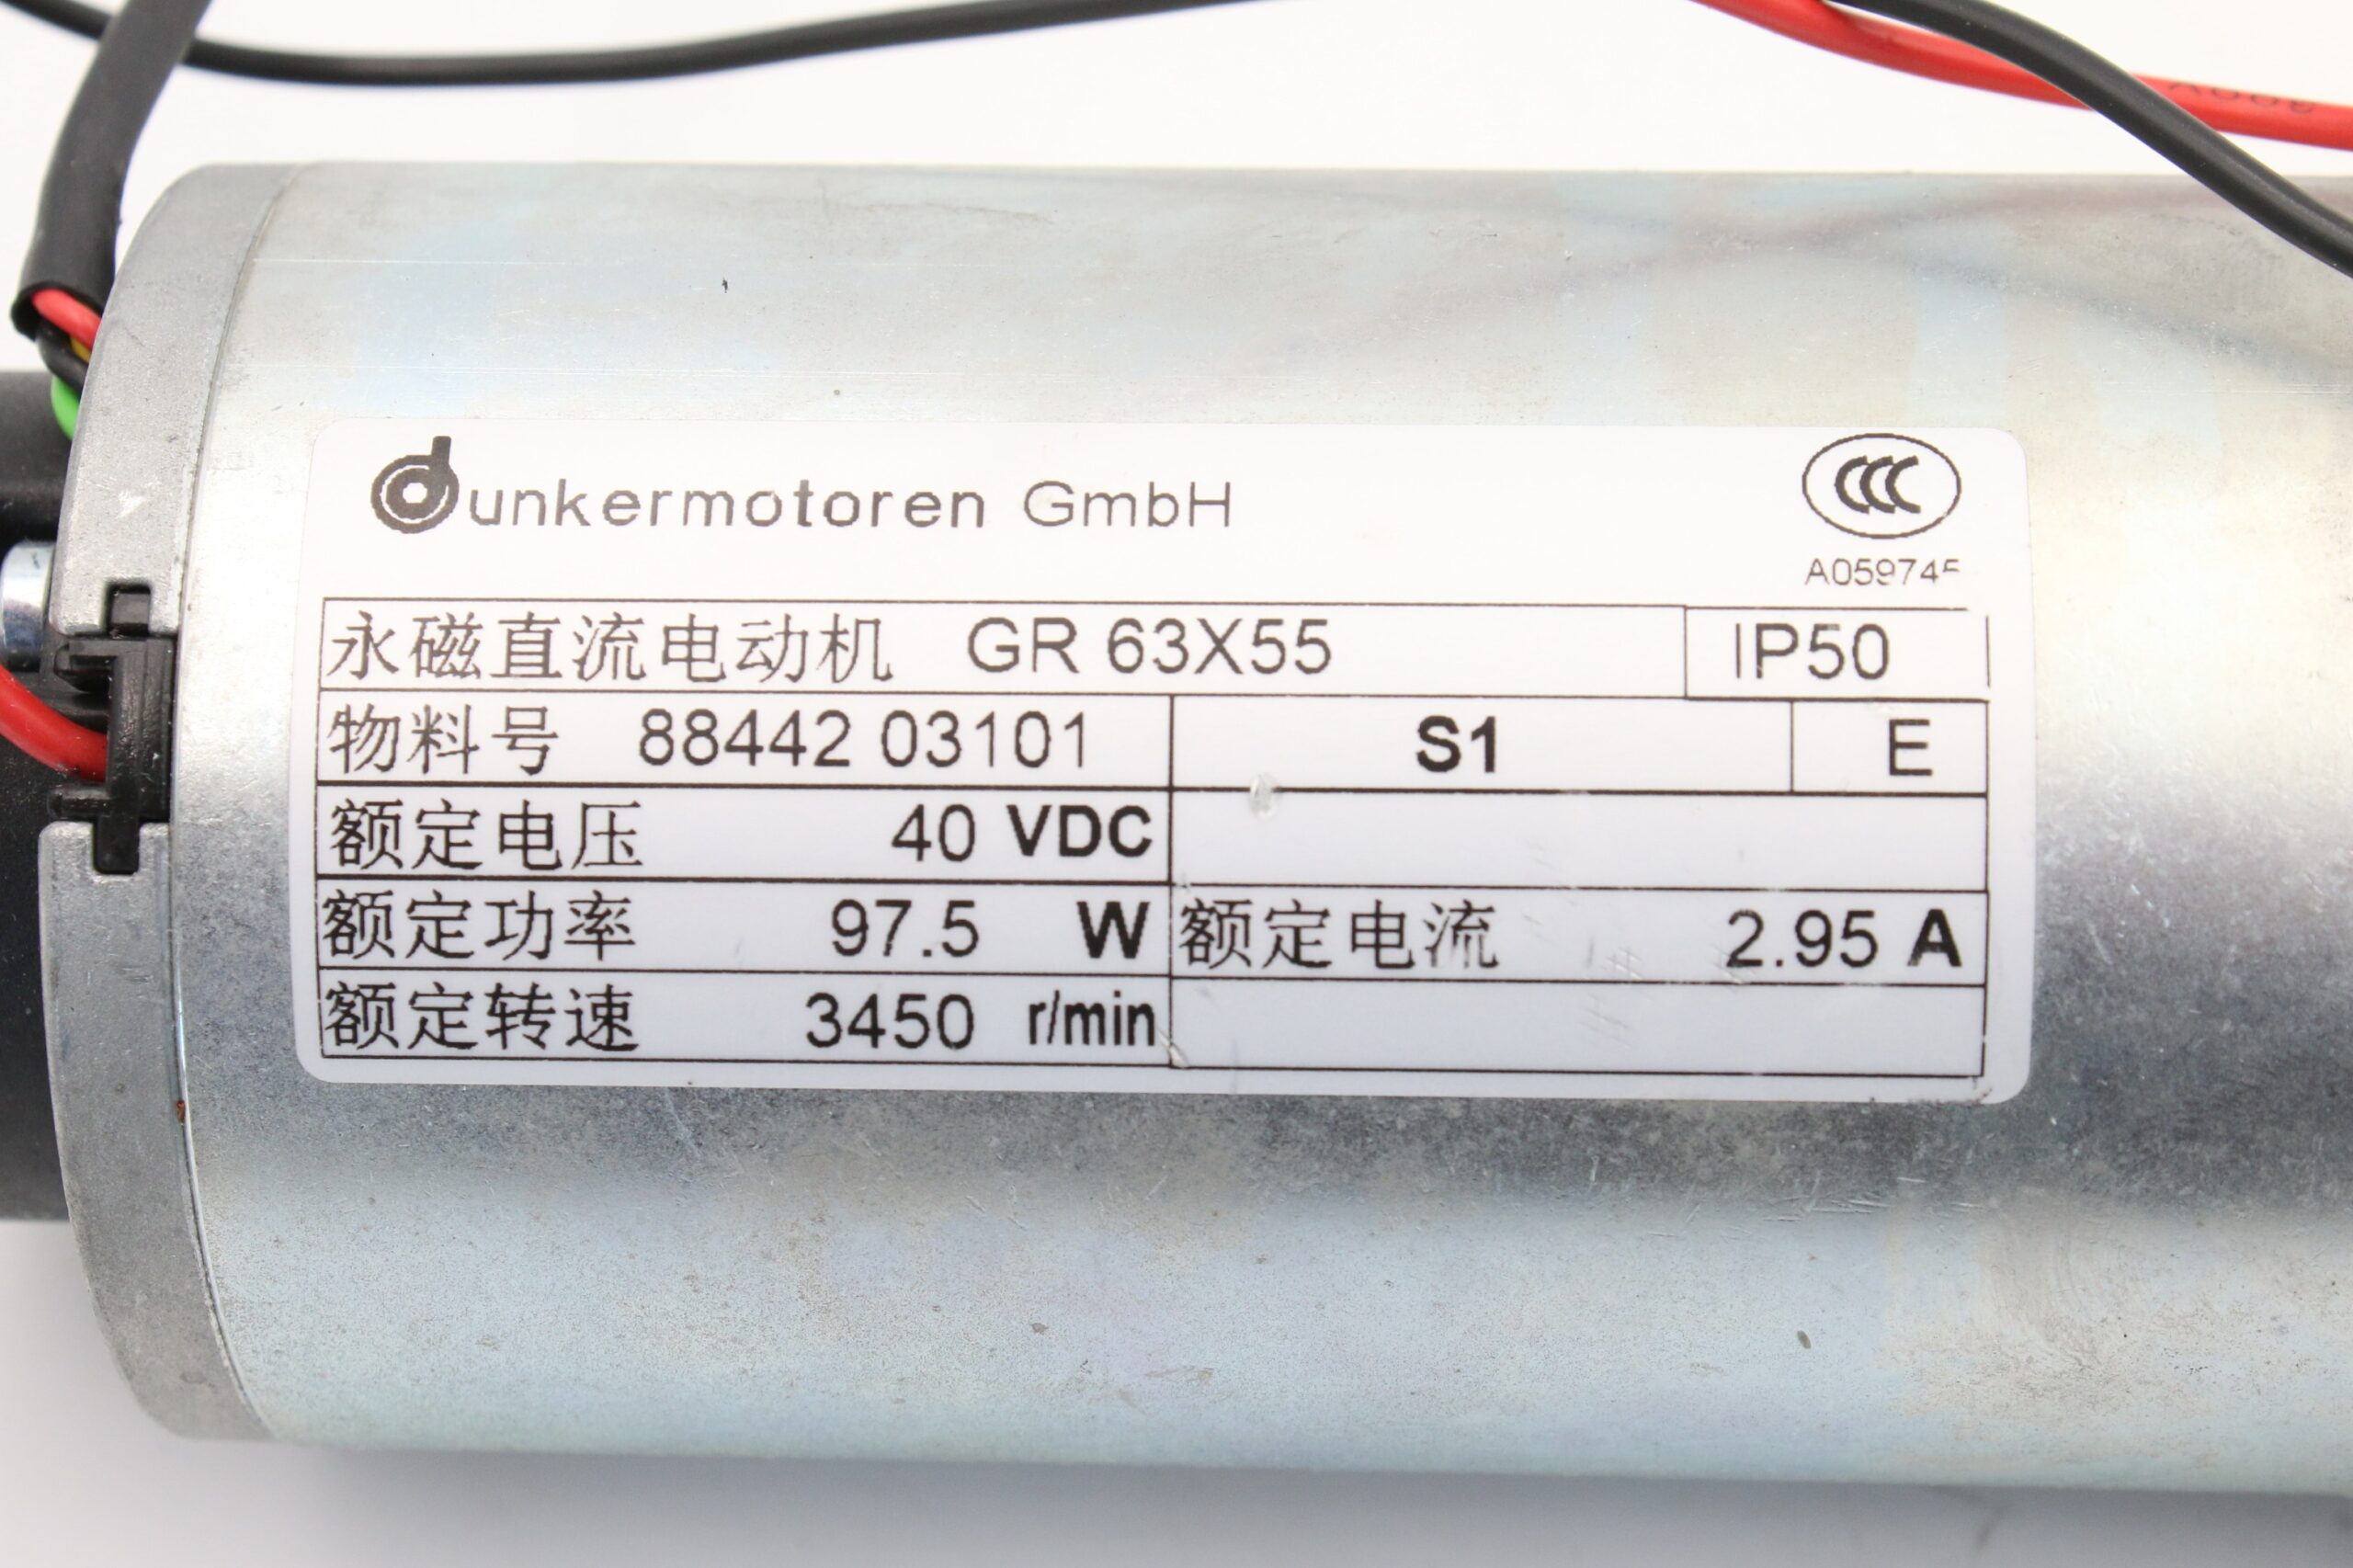 dunkermotoren GmbH
CCC
A059745
永磁直流电动机 GR 63X55 IP50
物料号 88442 03101 S1 E
额定电压 40 VDC
额定功率 97.5 W 额定电流 2.95 A
额定转速 3450 r/min